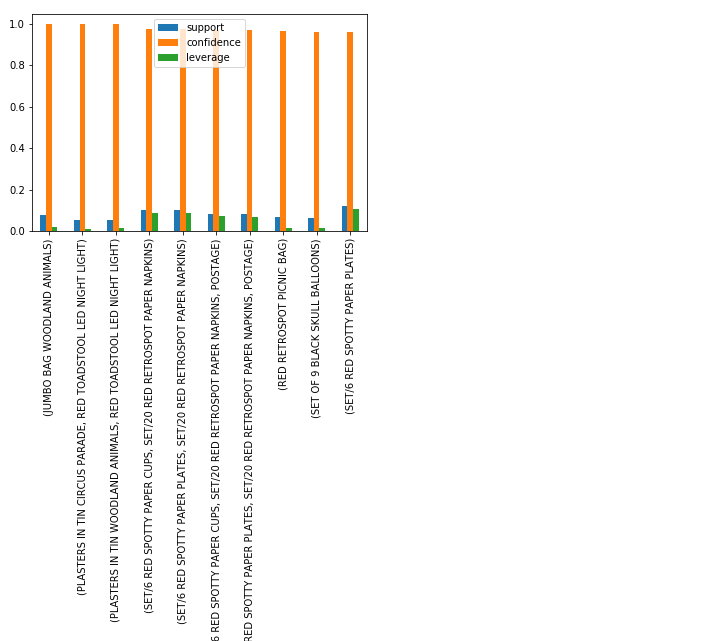 1.0
0.8
0.6
0.4
0.2
0.0
support
confidence
leverage
(JUMBO BAG WOODLAND ANIMALS)
(PLASTERS IN TIN CIRCUS PARADE, RED TOADSTOOL LED NIGHT LIGHT)
(PLASTERS IN TIN WOODLAND ANIMALS, RED TOADSTOOL LED NIGHT LIGHT)
(SET/6 RED SPOTTY PAPER CUPS, SET/20 RED RETROSPOT PAPER NAPKINS)
(SET/6 RED SPOTTY PAPER PLATES, SET/20 RED RETROSPOT PAPER NAPKINS)
6 RED SPOTTY PAPER CUPS, SET/20 RED RETROSPOT PAPER NAPKINS, POSTAGE)
RED SPOTTY PAPER PLATES, SET/20 RED RETROSPOT PAPER NAPKINS, POSTAGE)
(RED RETROSPOT PICNIC BAG)
(SET OF 9 BLACK SKULL BALLOONS)
(SET/6 RED SPOTTY PAPER PLATES)